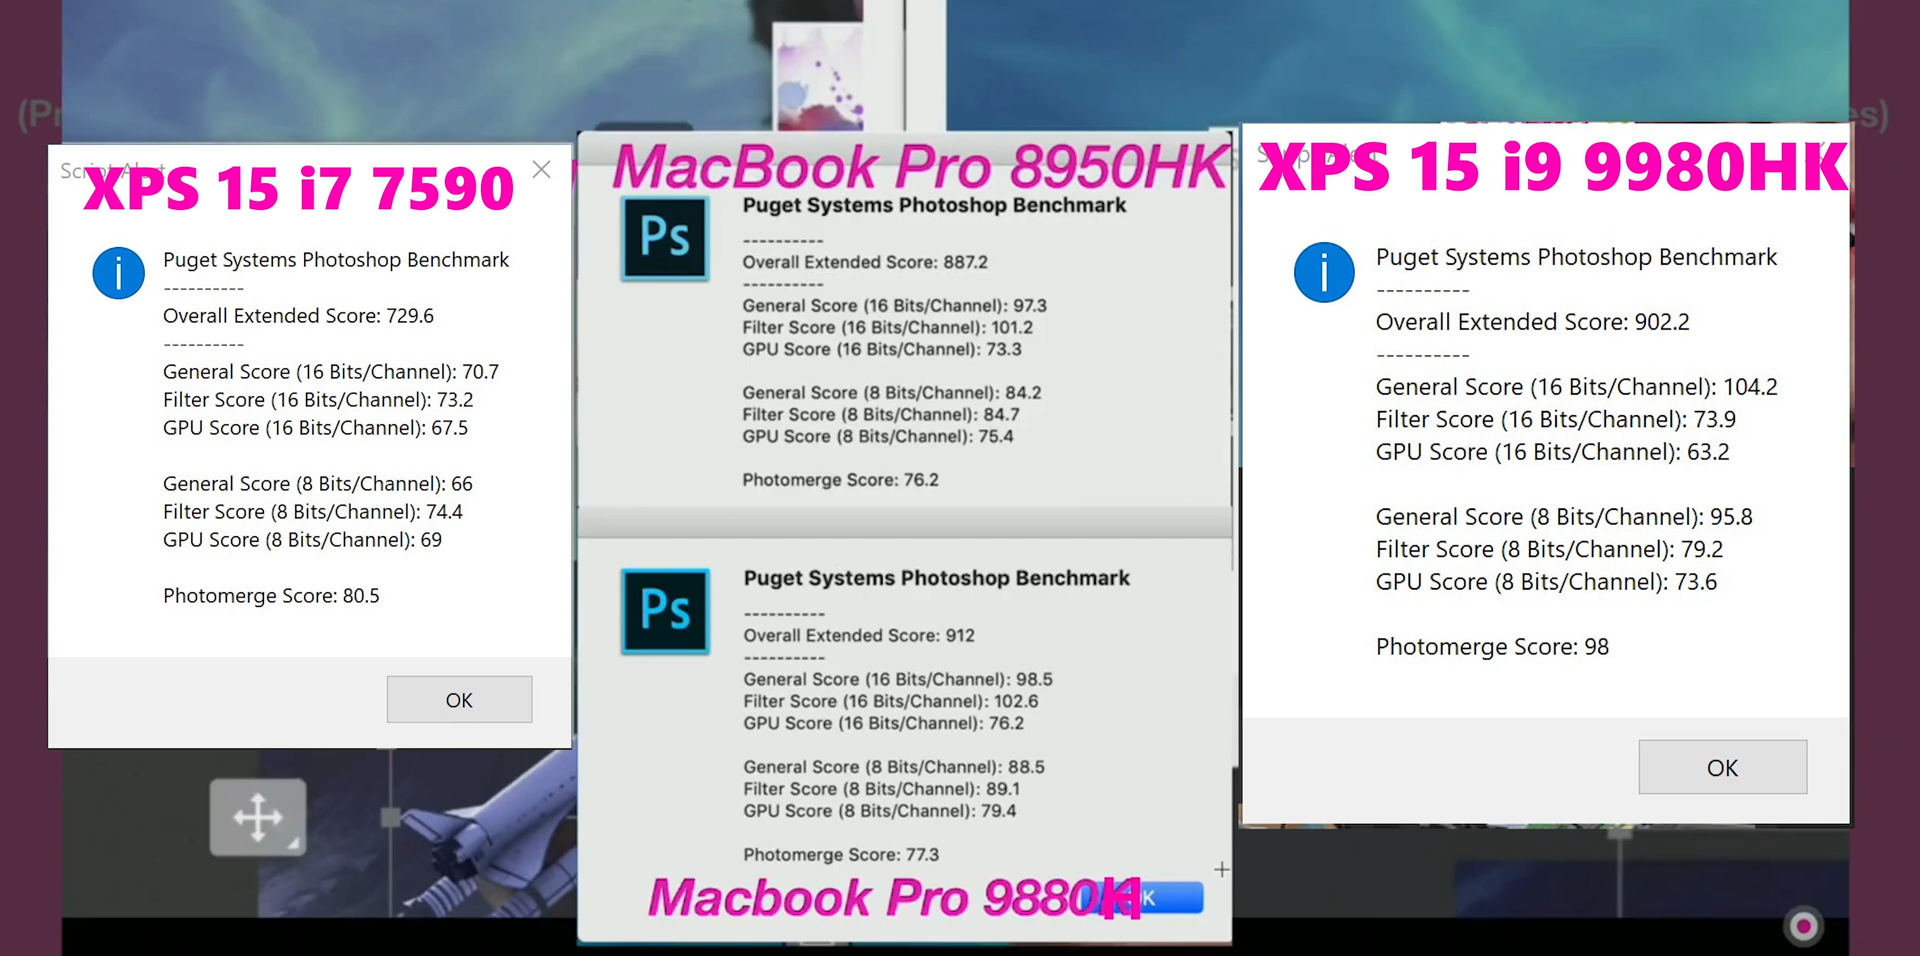 (Pr
es)
Script Alert
XPS 15 i7 7590
Puget Systems Photoshop Benchmark
----------
Overall Extended Score: 729.6
----------
General Score (16 Bits/Channel): 70.7
Filter Score (16 Bits/Channel): 73.2
GPU Score (16 Bits/Channel): 67.5
General Score (8 Bits/Channel): 66
Filter Score (8 Bits/Channel): 74.4
GPU Score (8 Bits/Channel): 69
Photomerge Score: 80.5
OK
MacBook Pro 8950HK
Ps
Puget Systems Photoshop Benchmark
----------
Overall Extended Score: 887.2
----------
General Score (16 Bits/Channel): 97.3
Filter Score (16 Bits/Channel): 101.2
GPU Score (16 Bits/Channel): 73.3
General Score (8 Bits/Channel): 84.2
Filter Score (8 Bits/Channel): 84.7
GPU Score (8 Bits/Channel): 75.4
Photomerge Score: 76.2
Ps
Puget Systems Photoshop Benchmark
----------
Overall Extended Score: 912
----------
General Score (16 Bits/Channel): 98.5
Filter Score (16 Bits/Channel): 102.6
GPU Score (16 Bits/Channel): 76.2
General Score (8 Bits/Channel): 88.5
Filter Score (8 Bits/Channel): 89.1
GPU Score (8 Bits/Channel): 79.4
Photomerge Score: 77.3
Macbook Pro 9880H
XPS 15 i9 9980HK
Puget Systems Photoshop Benchmark
----------
Overall Extended Score: 902.2
----------
General Score (16 Bits/Channel): 104.2
Filter Score (16 Bits/Channel): 73.9
GPU Score (16 Bits/Channel): 63.2
General Score (8 Bits/Channel): 95.8
Filter Score (8 Bits/Channel): 79.2
GPU Score (8 Bits/Channel): 73.6
Photomerge Score: 98
OK